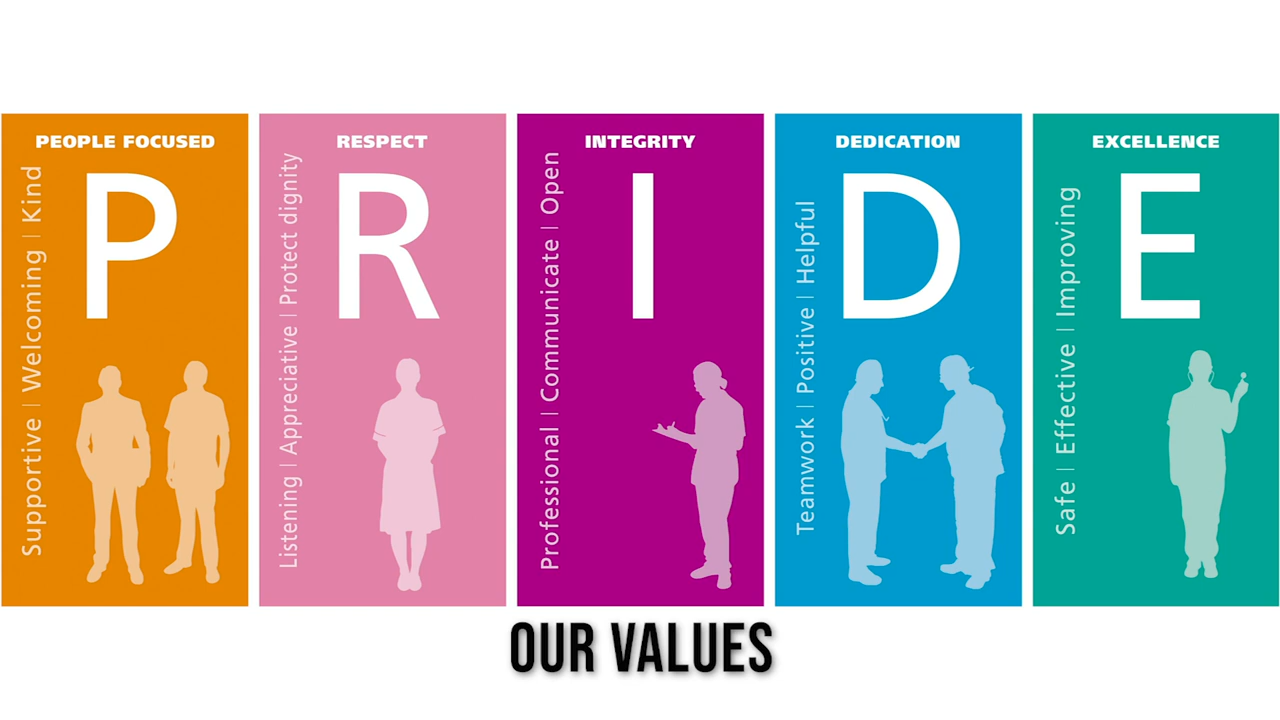 PEOPLE FOCUSED
P
Supportive | Welcoming | Kind
RESPECT
R
Listening | Appreciative | Protect dignity
INTEGRITY
I
Professional | Communicate | Open
DEDICATION
D
Teamwork | Positive | Helpful
EXCELLENCE
E
Safe | Effective | Improving
OUR VALUES